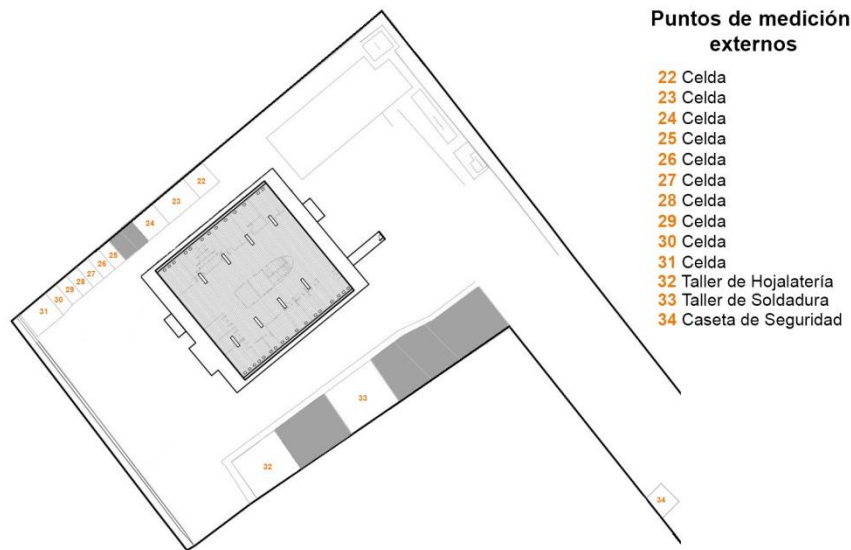 Puntos de medición
externos
22 Celda
23 Celda
24 Celda
25 Celda
26 Celda
27 Celda
28 Celda
29 Celda
30 Celda
31 Celda
32 Taller de Hojalatería
33 Taller de Soldadura
34 Caseta de Seguridad
22
23
24
25
26
27
28
29
30
31
33
32
34